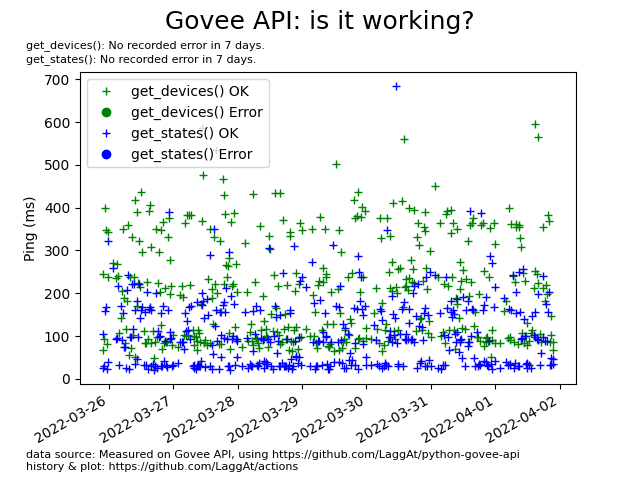 Govee API: is it working?
get_devices(): No recorded error in 7 days.
get_states(): No recorded error in 7 days.
700
600
500
400
300
200
100
0
Ping (ms)
get_devices() OK
get_devices() Error
get_states() OK
get_states() Error
2022-03-26
2022-03-27
2022-03-28
2022-03-29
2022-03-30
2022-03-31
2022-04-01
2022-04-02
data source: Measured on Govee API, using https://github.com/LaggAt/python-govee-api
history & plot: https://github.com/LaggAt/actions